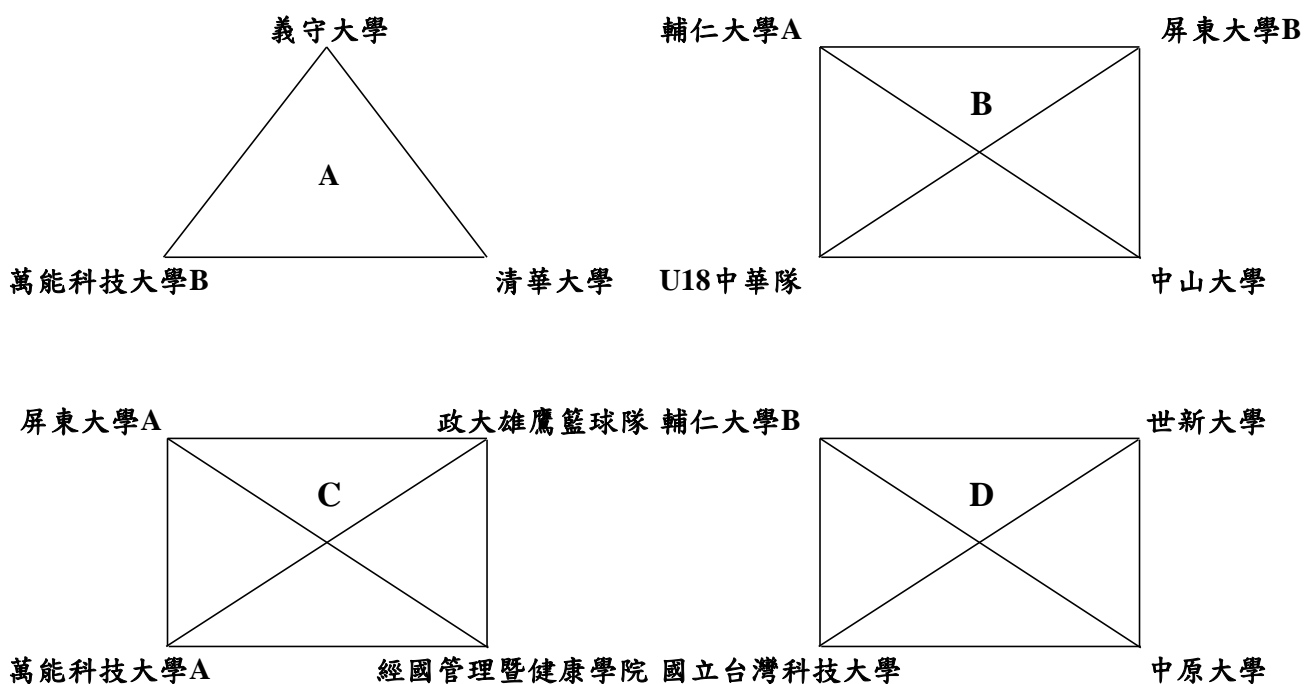 義守大學
輔仁大學A
屏東大學B
B
A
萬能科技大學B
清華大學
U18中華隊
中山大學
屏東大學A
政大雄鷹籃球隊
輔仁大學B
世新大學
C
D
萬能科技大學A
經國管理暨健康學院
國立台灣科技大學
中原大學